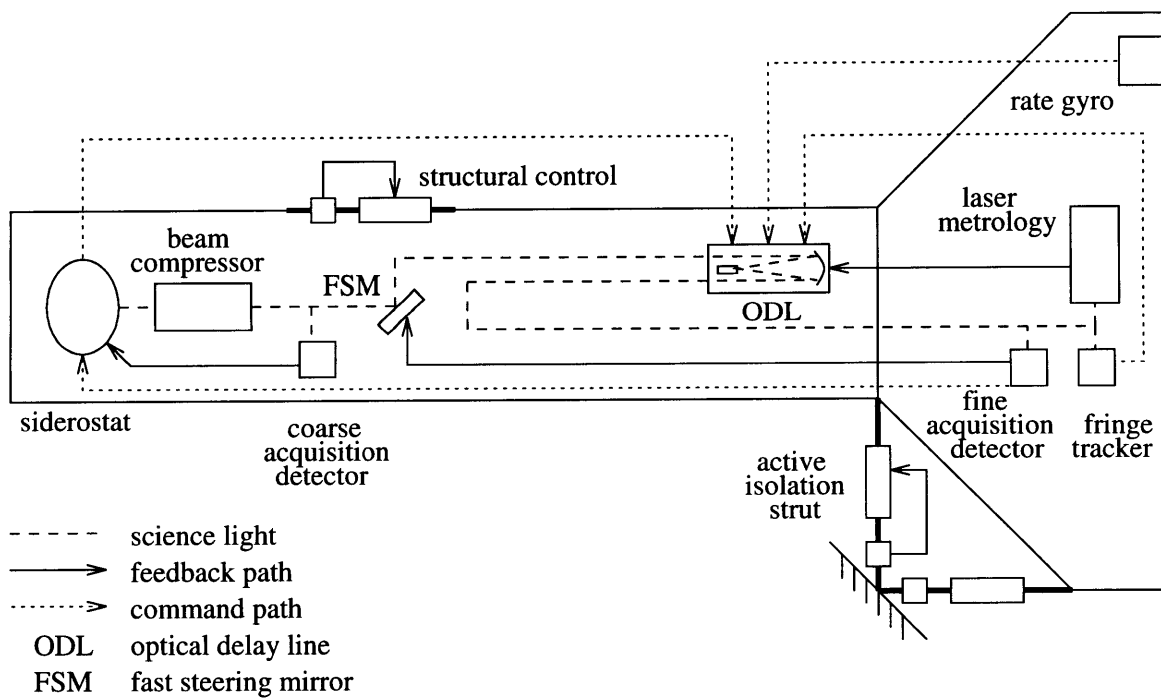 rate gyro
structural control
laser
metrology
beam
compressor
FSM
ODL
siderostat
coarse
acquisition
detector
fine
acquisition
detector
fringe
tracker
active
isolation
strut
science light
feedback path
command path
ODL optical delay line
FSM fast steering mirror